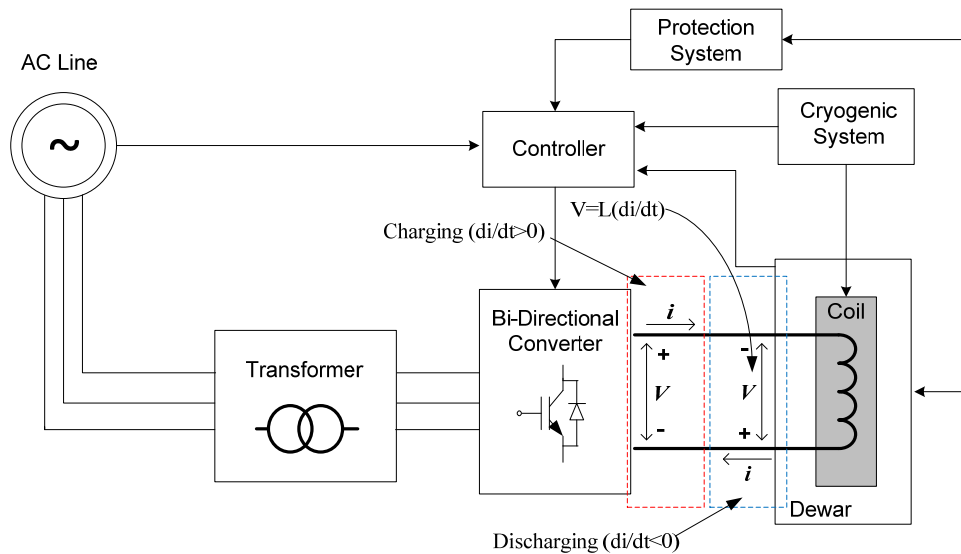 Protection
System
AC Line
~
Cryogenic
System
Controller
V=L(di/dt)
Charging (di/dt>0)
Bi-Directional
Converter
i
Coil
Transformer
+
-
V
V
-
+
i
Dewar
Discharging (di/dt<0)